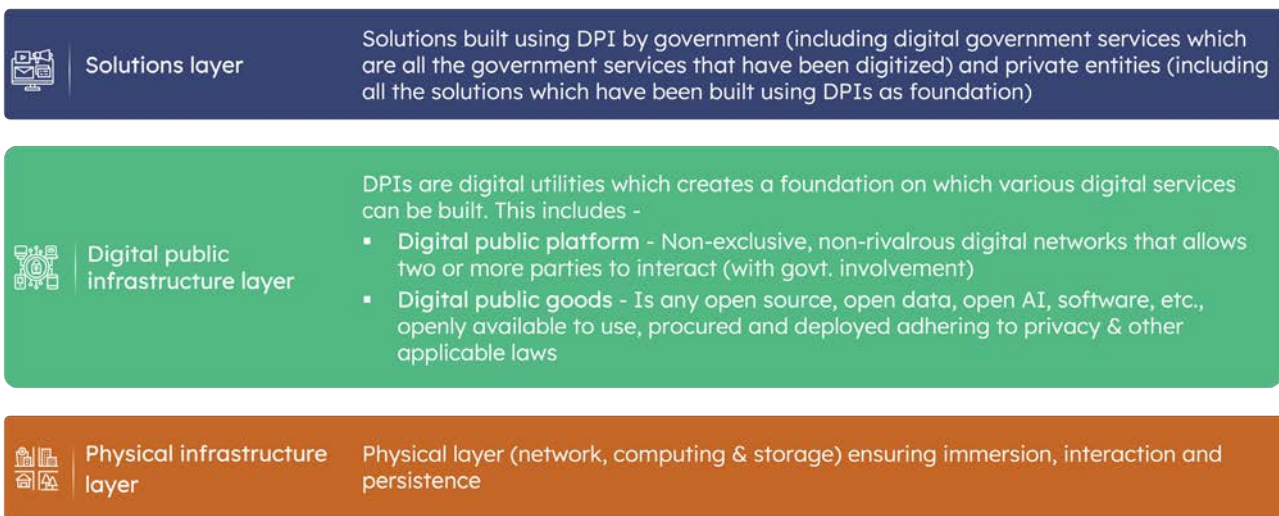 Solutions layer
Solutions built using DPI by government (including digital government services which
are all the government services that have been digitized) and private entities (including
all the solutions which have been built using DPIs as foundation)
Digital public
infrastructure layer
DPIs are digital utilities which creates a foundation on which various digital services
can be built. This includes -
▪ Digital public platform - Non-exclusive, non-rivalrous digital networks that allows
two or more parties to interact (with govt. involvement)
▪ Digital public goods - Is any open source, open data, open AI, software, etc.,
openly available to use, procured and deployed adhering to privacy & other
applicable laws
Physical infrastructure
layer
Physical layer (network, computing & storage) ensuring immersion, interaction and
persistence